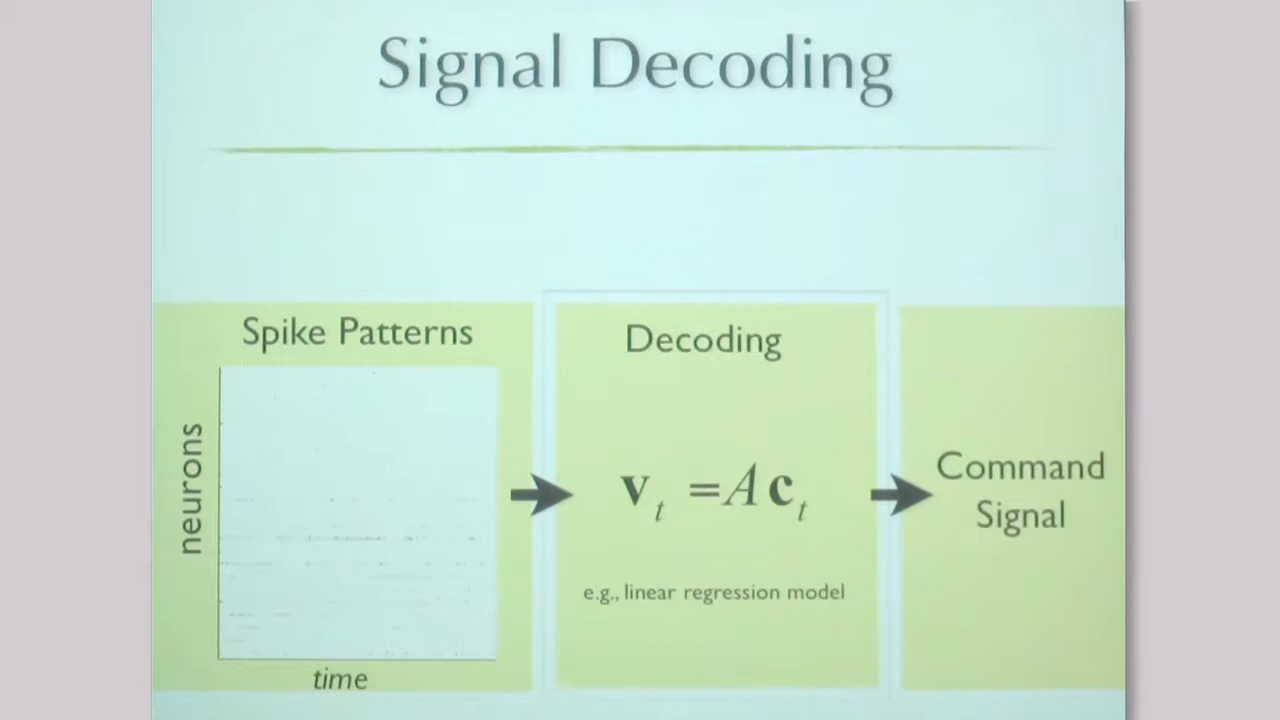 Signal Decoding
Spike Patterns
neurons
time
Decoding
v_t = A c_t
e.g., linear regression model
Command
Signal